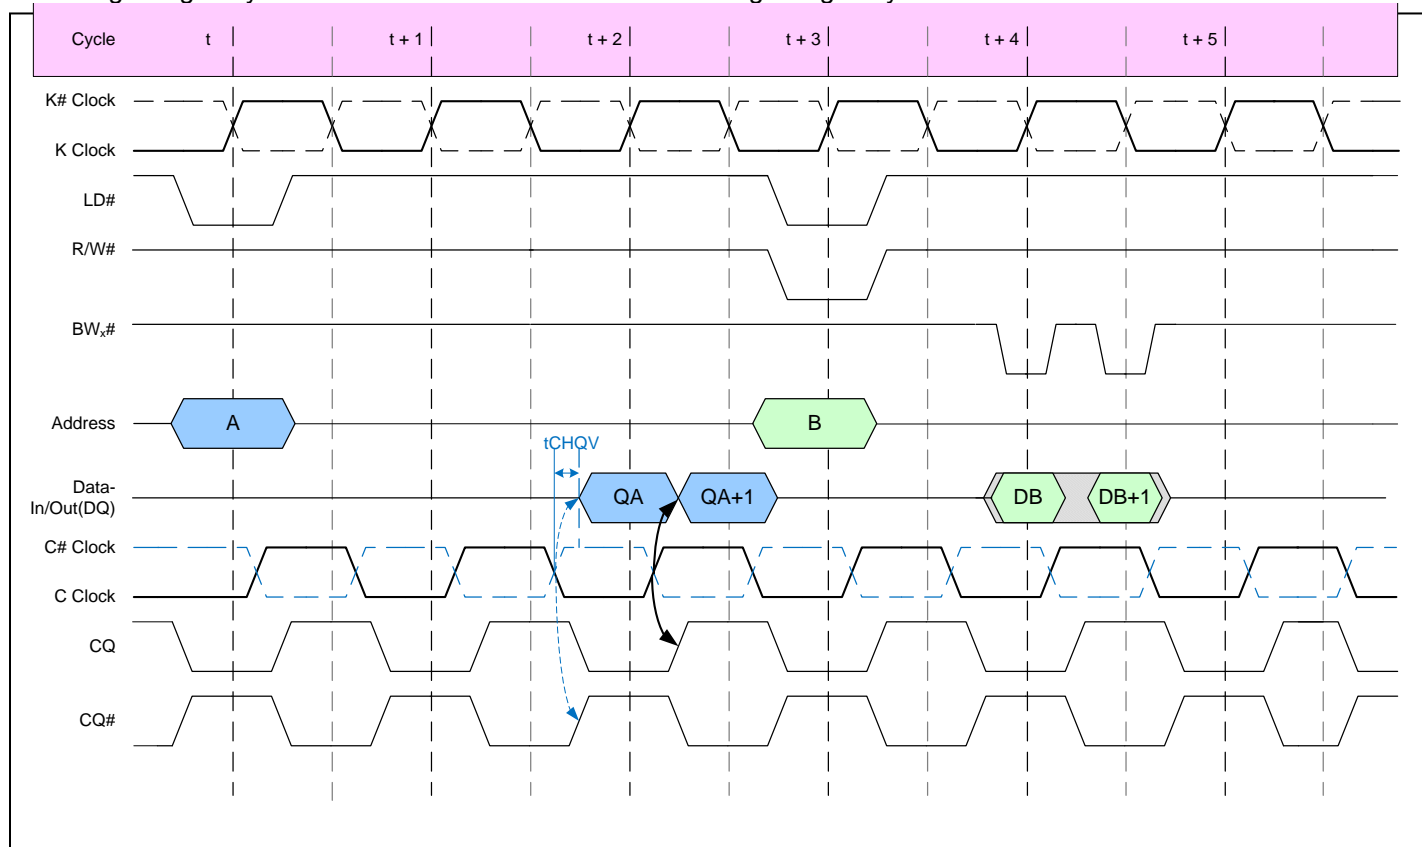 Cycle t t + 1 t + 2 t + 3 t + 4 t + 5
K# Clock
K Clock
LD#
R/W#
BWx#
Address A B
tCHQV
Data-
In/Out(DQ) QA QA+1 DB DB+1
C# Clock
C Clock
CQ
CQ#